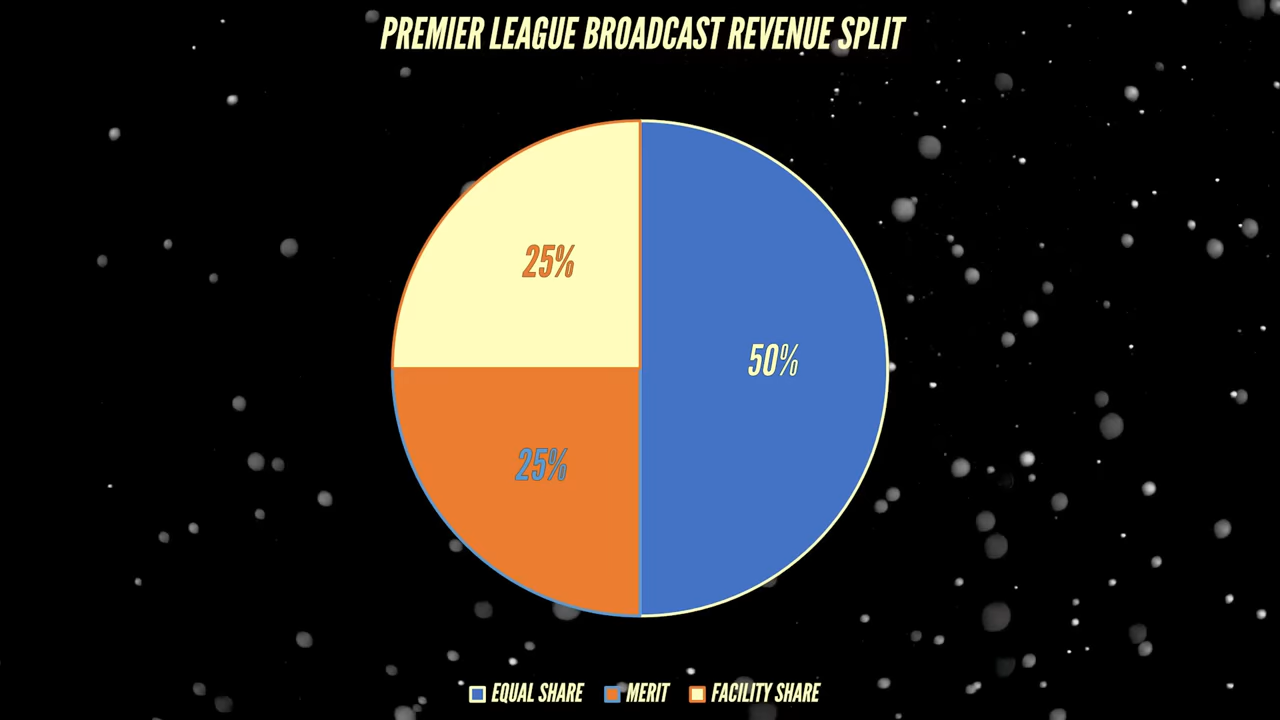 PREMIER LEAGUE BROADCAST REVENUE SPLIT
25%
50%
25%
EQUAL SHARE MERIT FACILITY SHARE